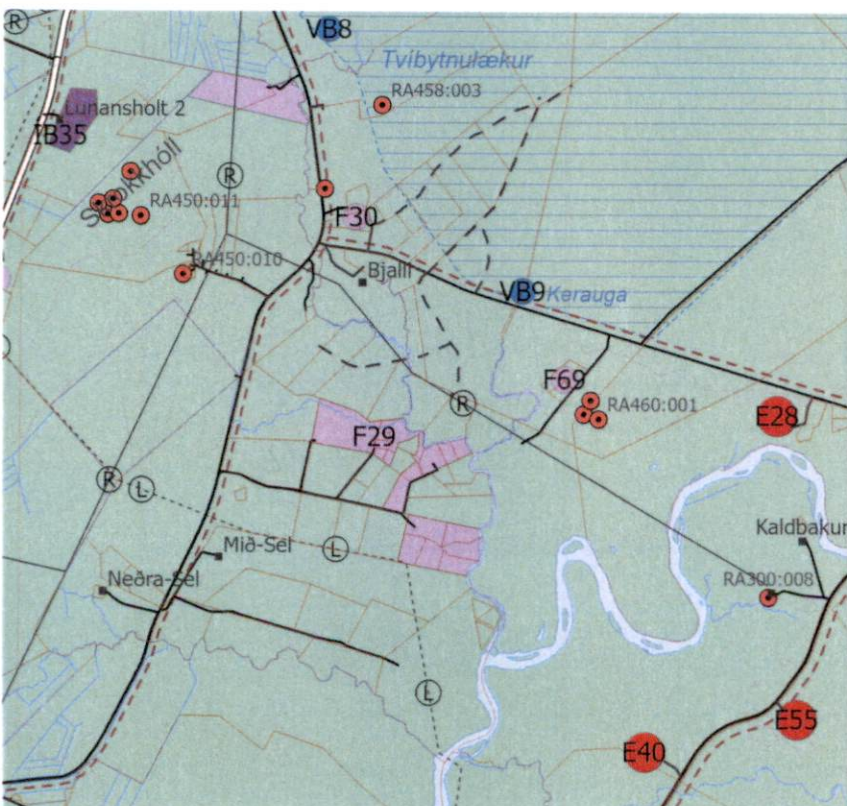 R
VB8
Tvíbytnulækur
RA458:003
Lunansholt 2
ÍB35
R
RA450:011
F30
RA450:010
Bjalli
VB9 Kerauga
F69
R
RA460:001
E28
F29
R
L
Kaldbakur
Mið-Sel
L
Neðra-Sel
RA300:008
L
E55
E40